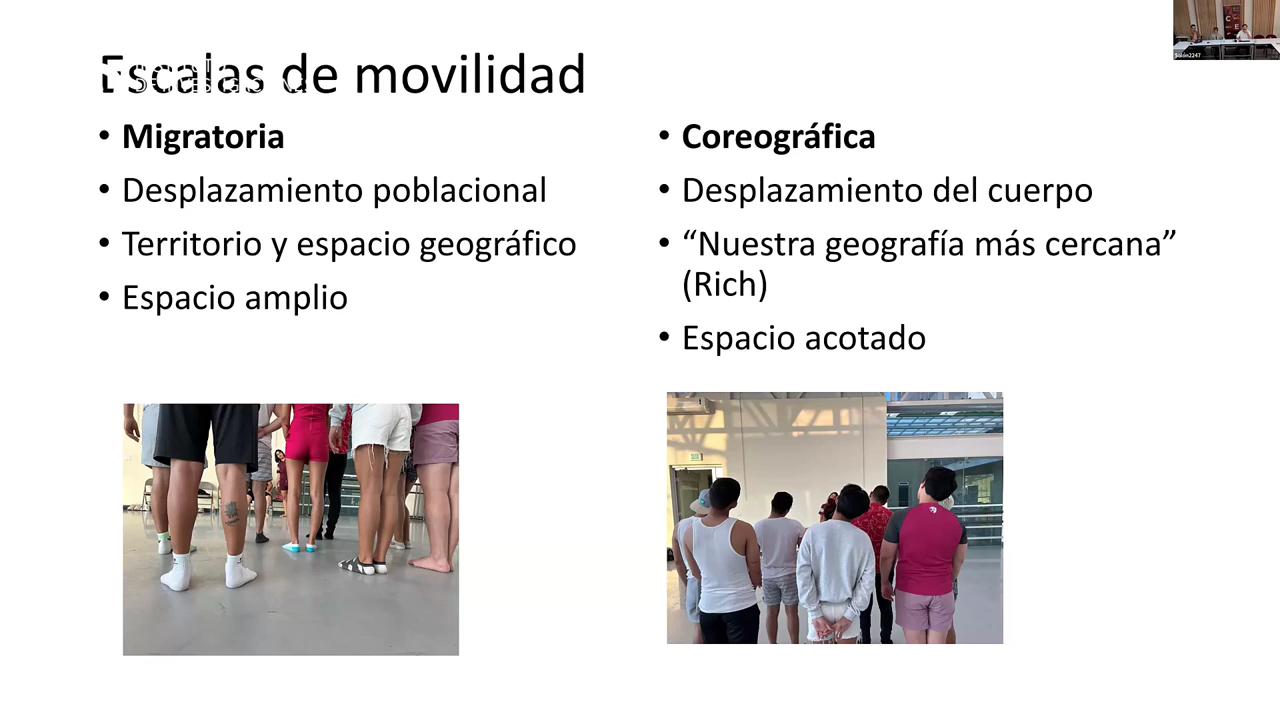 Escalas de movilidad
• Migratoria
• Desplazamiento poblacional
• Territorio y espacio geográfico
• Espacio amplio
• Coreográfica
• Desplazamiento del cuerpo
• “Nuestra geografía más cercana”
(Rich)
• Espacio acotado